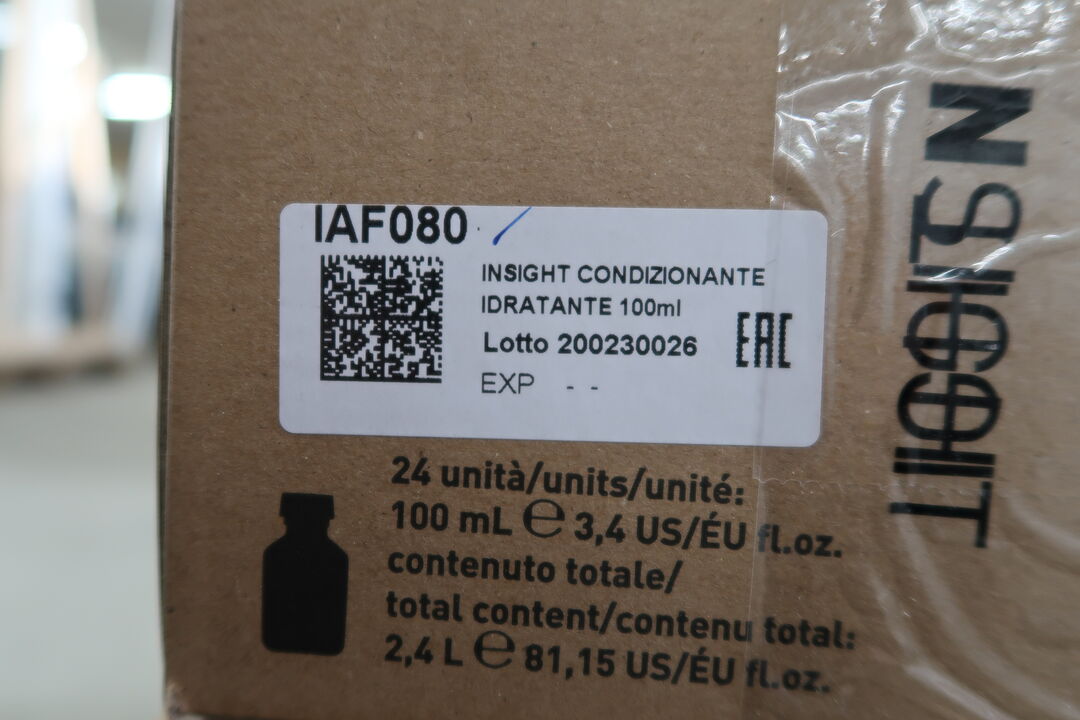 IAF080
INSIGHT CONDIZIONANTE
IDRATANTE 100ml
Lotto 200230026
EXP - -
EAC
24 unità/units/unité:
100 mL ℮ 3,4 US/ÉU fl.oz.
contenuto totale/
total content/contenu total:
2,4 L ℮ 81,15 US/ÉU fl.oz.
INSIGHT